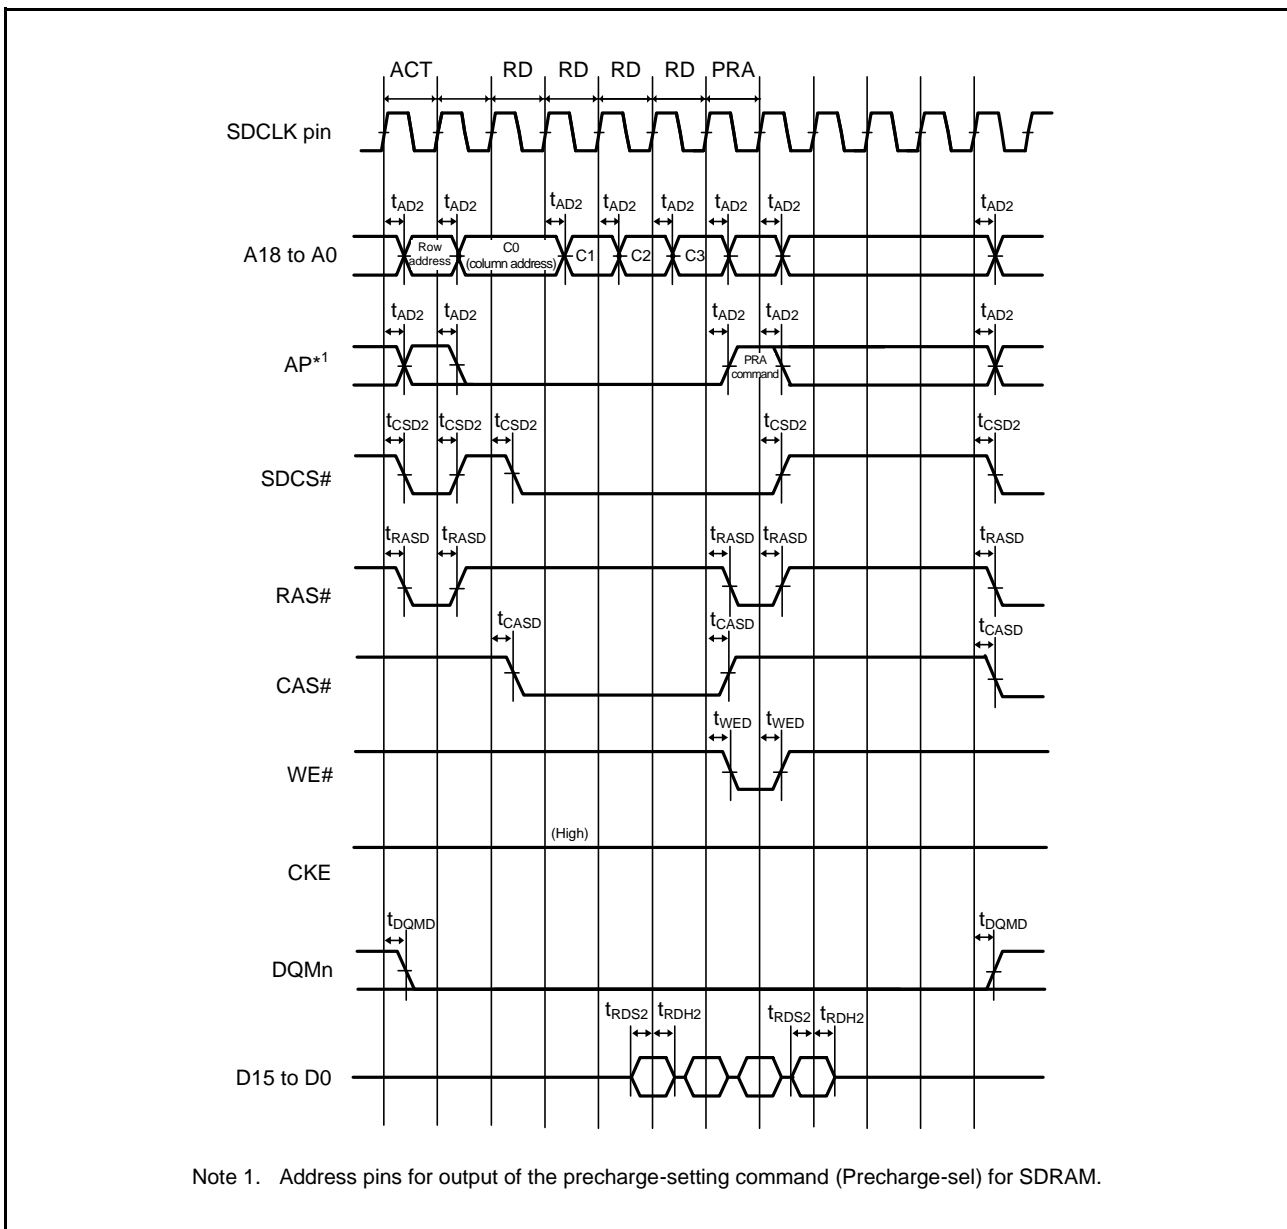 ACT RD RD RD RD PRA
SDCLK pin
tAD2 tAD2 tAD2 tAD2 tAD2 tAD2 tAD2 tAD2
A18 to A0
Row address
C0 (column address)
C1 C2 C3
tAD2 tAD2 tAD2 tAD2 tAD2
AP*1
PRA command
tCSD2 tCSD2 tCSD2 tCSD2 tCSD2
SDCS#
tRASD tRASD tRASD tRASD tRASD
RAS#
tCASD tCASD tCASD
CAS#
tWED tWED
WE#
(High)
CKE
tDQMD tDQMD
DQMn
tRDS2 tRDH2 tRDS2 tRDH2
D15 to D0
Note 1. Address pins for output of the precharge-setting command (Precharge-sel) for SDRAM.